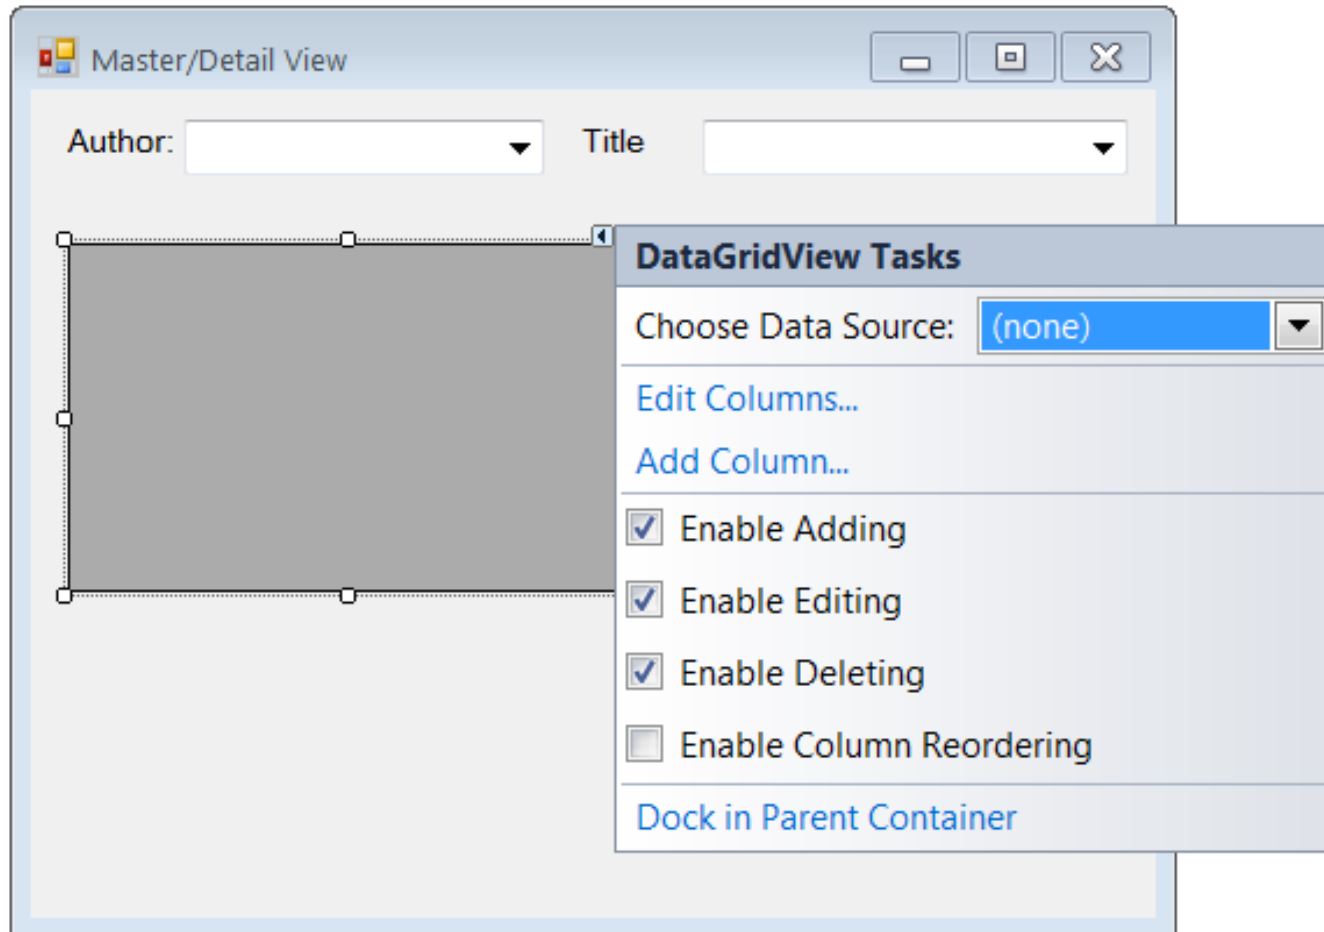 Master/Detail View
Author: Title
DataGridView Tasks
Choose Data Source: (none)
Edit Columns...
Add Column...
Enable Adding
Enable Editing
Enable Deleting
Enable Column Reordering
Dock in Parent Container